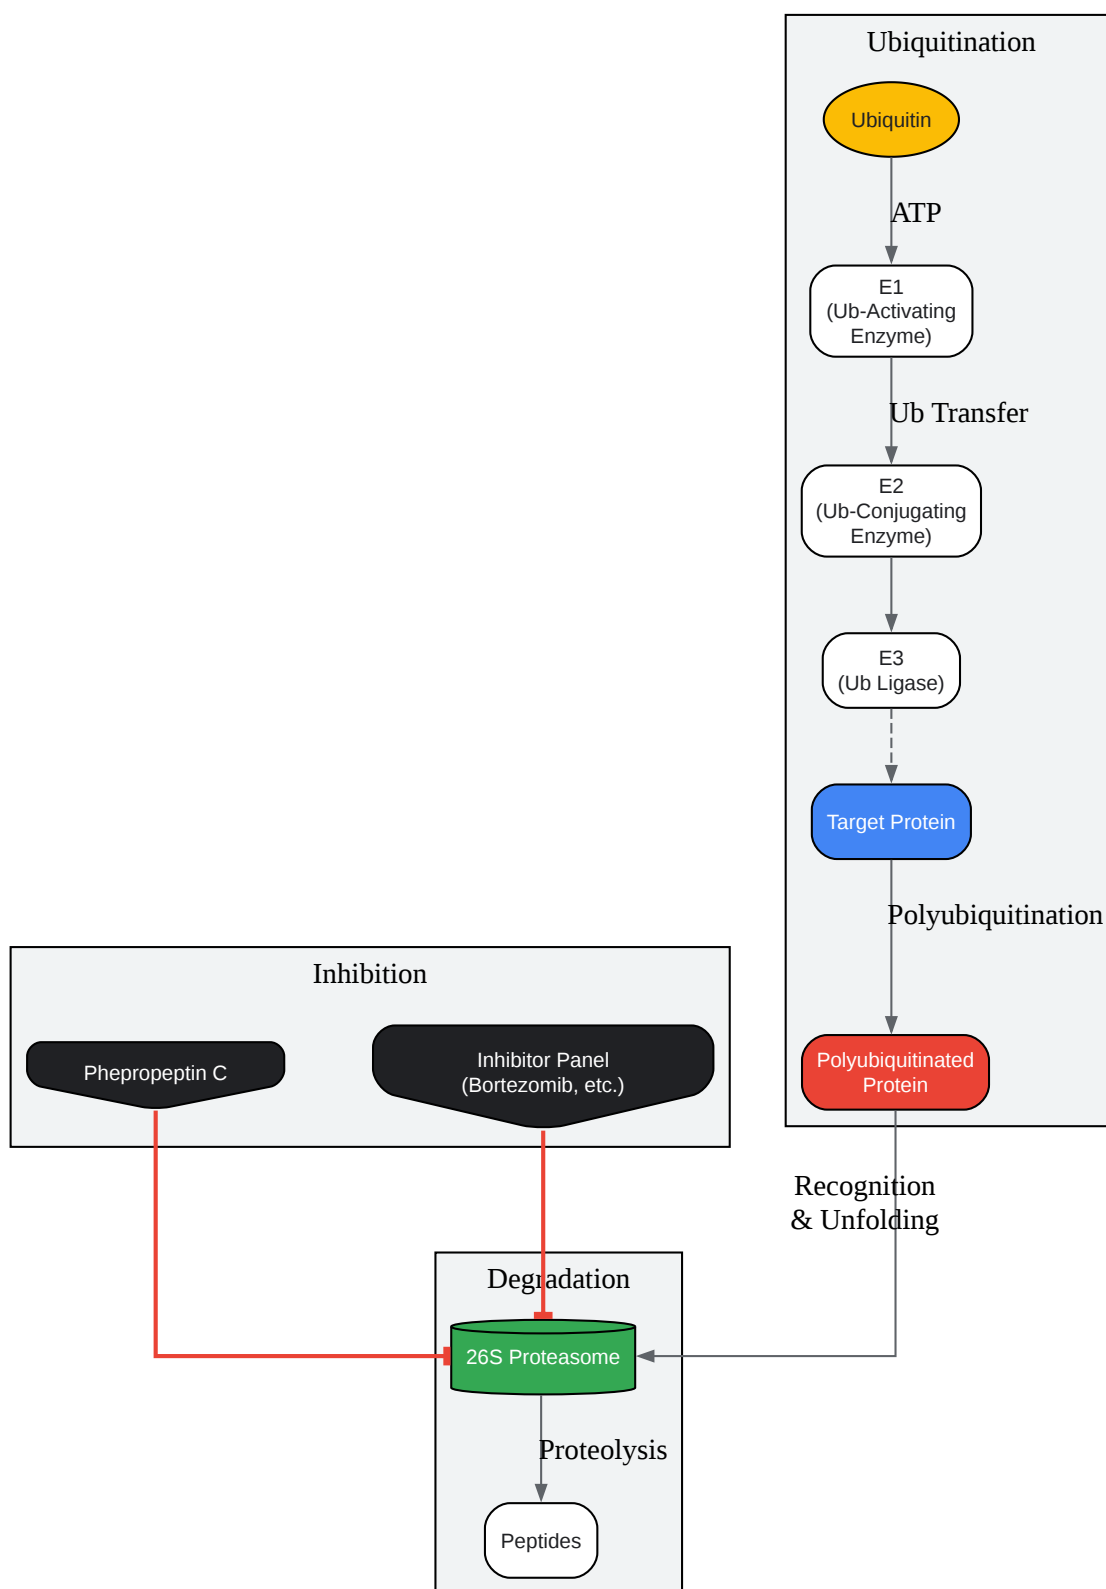 Ubiquitination
Ubiquitin
ATP
E1
(Ub-Activating
Enzyme)
Ub Transfer
E2
(Ub-Conjugating
Enzyme)
E3
(Ub Ligase)
Target Protein
Polyubiquitination
Polyubiquitinated
Protein
Inhibition
Phepropeptin C
Inhibitor Panel
(Bortezomib, etc.)
Recognition
& Unfolding
Degradation
26S Proteasome
Proteolysis
Peptides